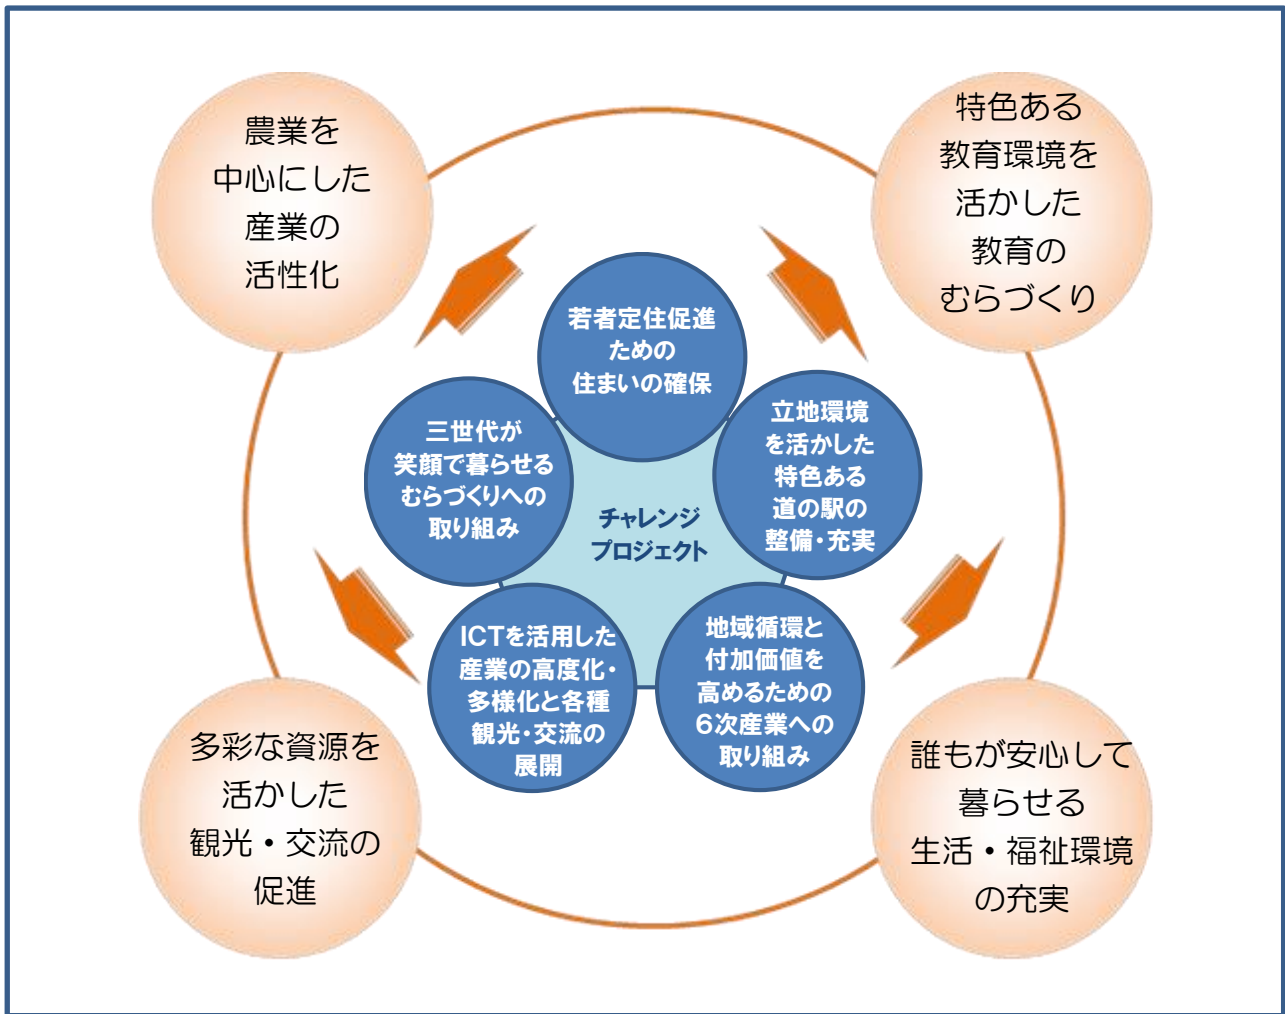 農業を
中心にした
産業の
活性化
特色ある
教育環境を
活かした
教育の
むらづくり
若者定住促進
ための
住まいの確保
三世代が
笑顔で暮らせる
むらづくりへの
取り組み
立地環境
を活かした
特色ある
道の駅の
整備・充実
チャレンジ
プロジェクト
ICTを活用した
産業の高度化・
多様化と各種
観光・交流の
展開
地域循環と
付加価値を
高めるための
6次産業への
取り組み
多彩な資源を
活かした
観光・交流の
促進
誰もが安心して
暮らせる
生活・福祉環境
の充実